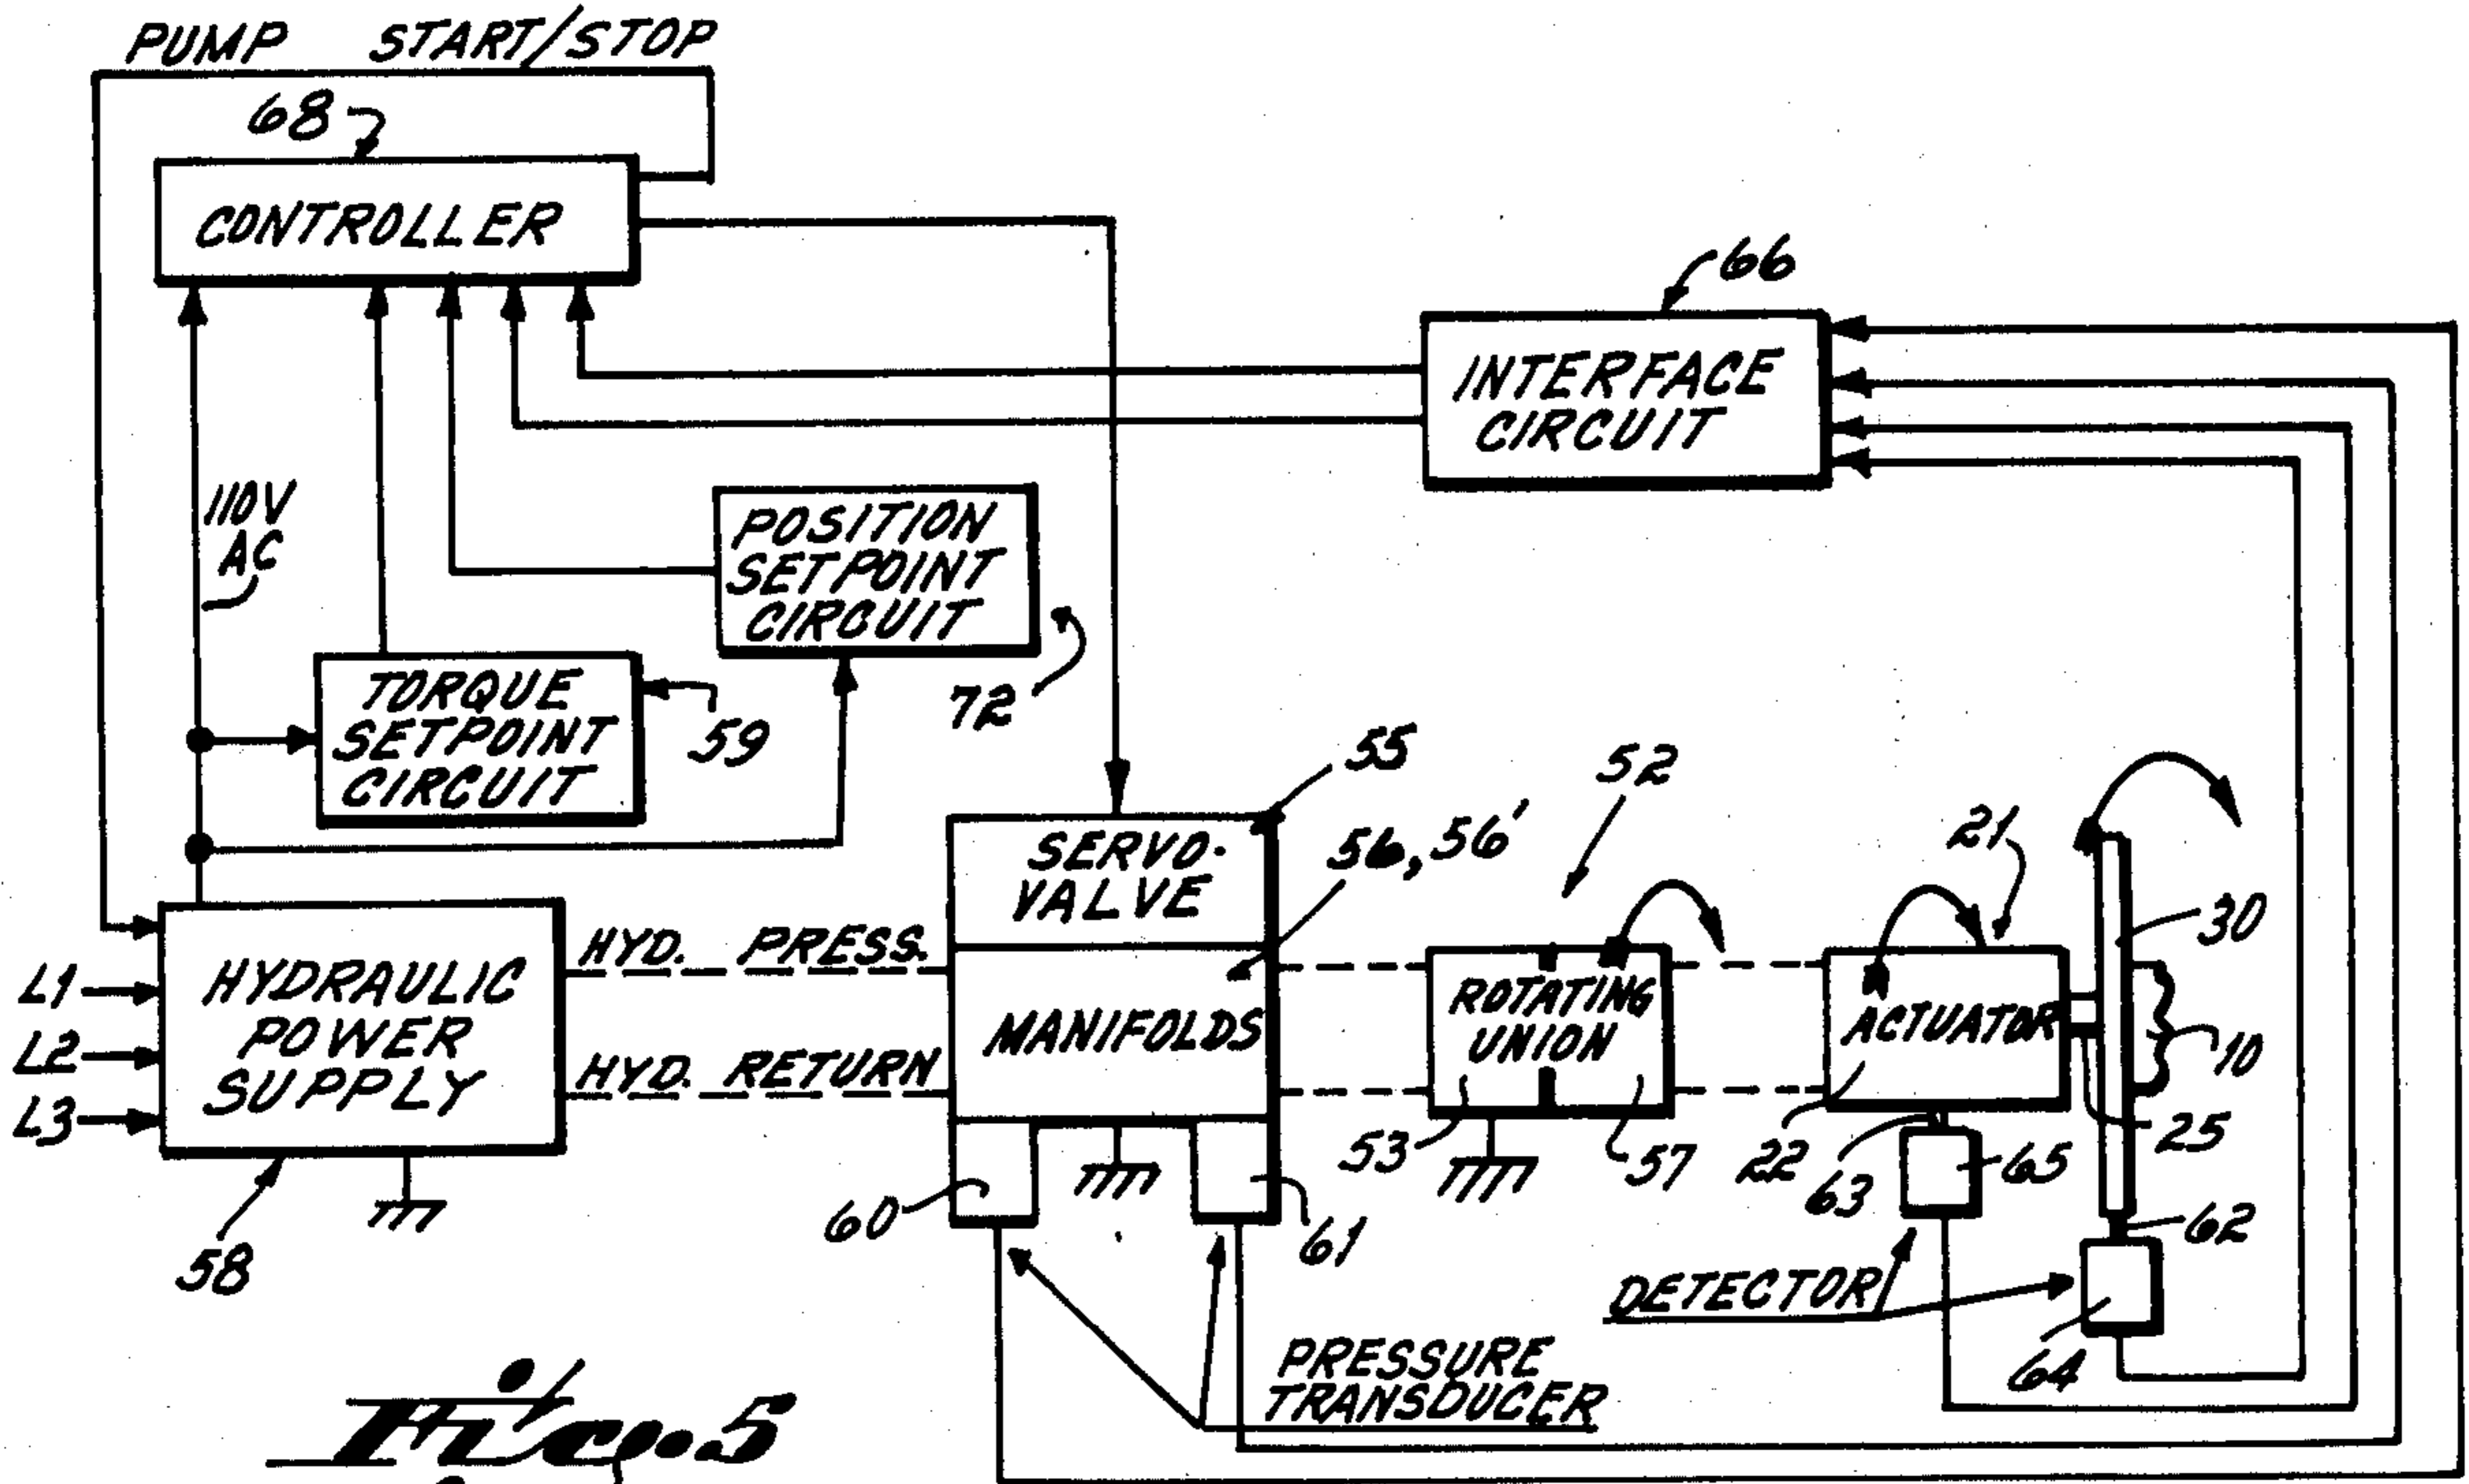 PUMP START/STOP
68
CONTROLLER
66
INTERFACE
CIRCUIT
110V
AC
POSITION
SETPOINT
CIRCUIT
72
TORQUE
SETPOINT
CIRCUIT
59
55
52
56, 56'
21
SERVO-
VALVE
30
HYD. PRESS.
L1
L2
L3
HYDRAULIC
POWER
SUPPLY
MANIFOLDS
ROTATING
UNION
ACTUATOR
10
HYD. RETURN
53
57
22
63
65
25
62
60
61
58
DETECTOR
64
PRESSURE
TRANSDUCER
Fig. 5